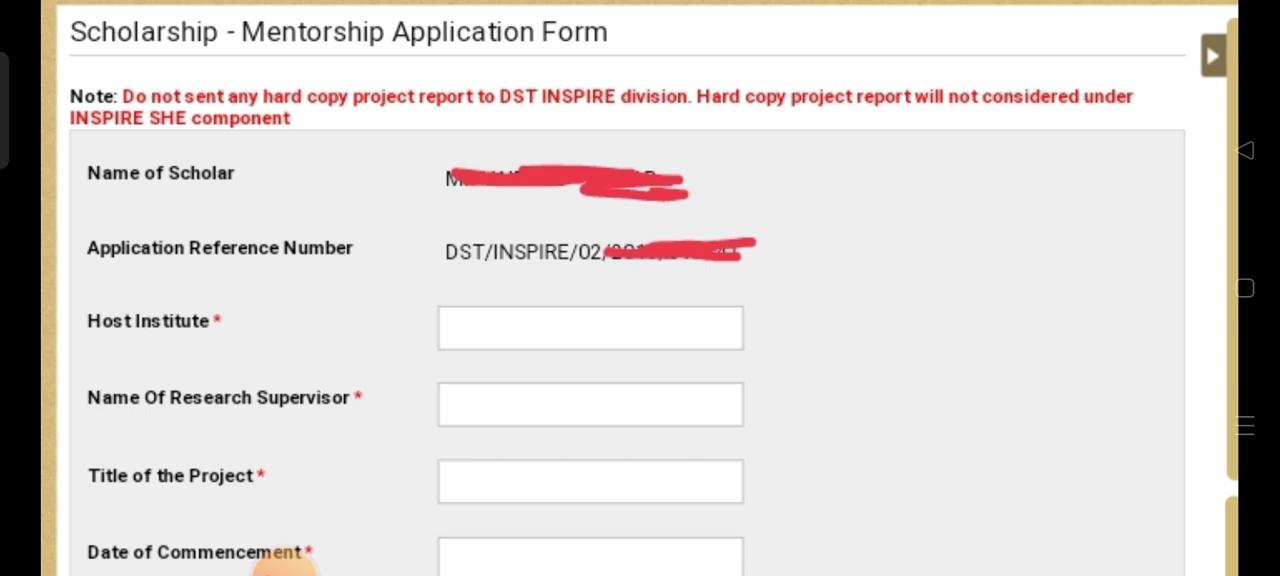 Scholarship - Mentorship Application Form
Note: Do not sent any hard copy project report to DST INSPIRE division. Hard copy project report will not considered under
INSPIRE SHE component
Name of Scholar
Application Reference Number DST/INSPIRE/02/
Host Institute *
Name Of Research Supervisor *
Title of the Project *
Date of Commencement *